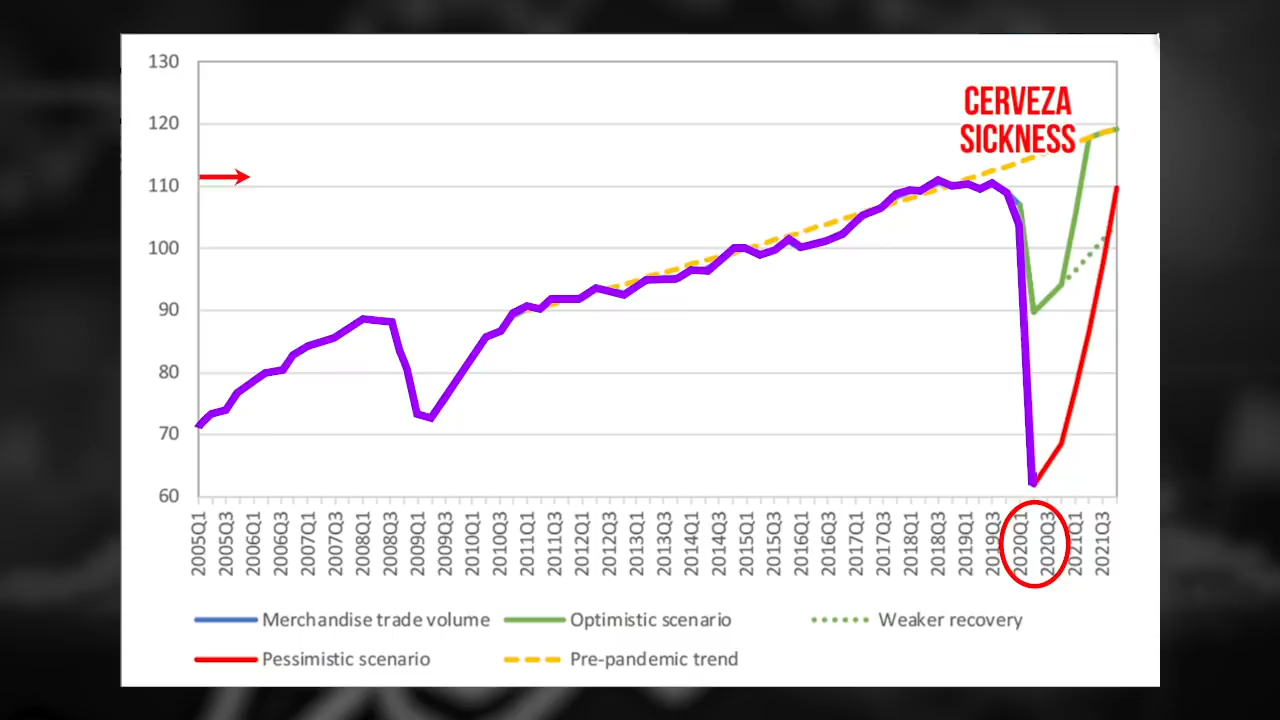 130
CERVEZA
SICKNESS
120
110
100
90
80
70
60
2005Q1 2005Q3 2006Q1 2006Q3 2007Q1 2007Q3 2008Q1 2008Q3 2009Q1 2009Q3 2010Q1 2010Q3 2011Q1 2011Q3 2012Q1 2012Q3 2013Q1 2013Q3 2014Q1 2014Q3 2015Q1 2015Q3 2016Q1 2016Q3 2017Q1 2017Q3 2018Q1 2018Q3 2019Q1 2019Q3 2020Q1 2020Q3 2021Q1 2021Q3
Merchandise trade volume Optimistic scenario Weaker recovery
Pessimistic scenario Pre-pandemic trend